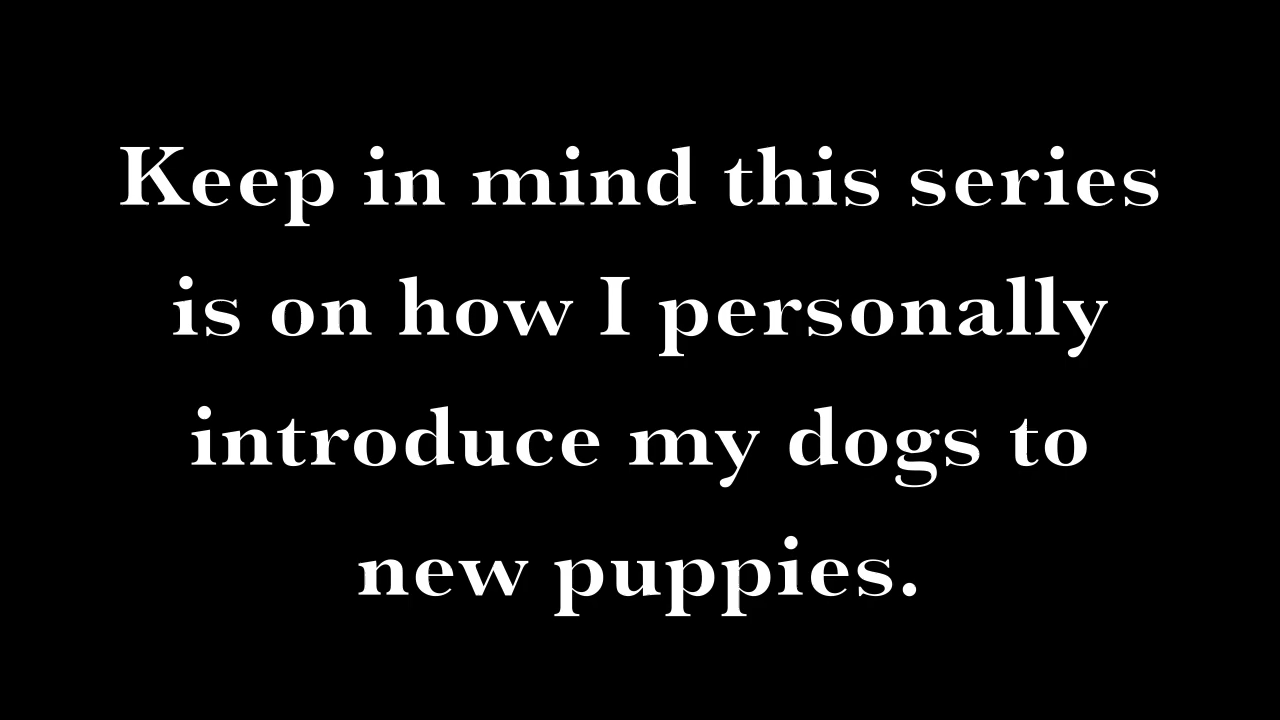 Keep in mind this series
is on how I personally
introduce my dogs to
new puppies.